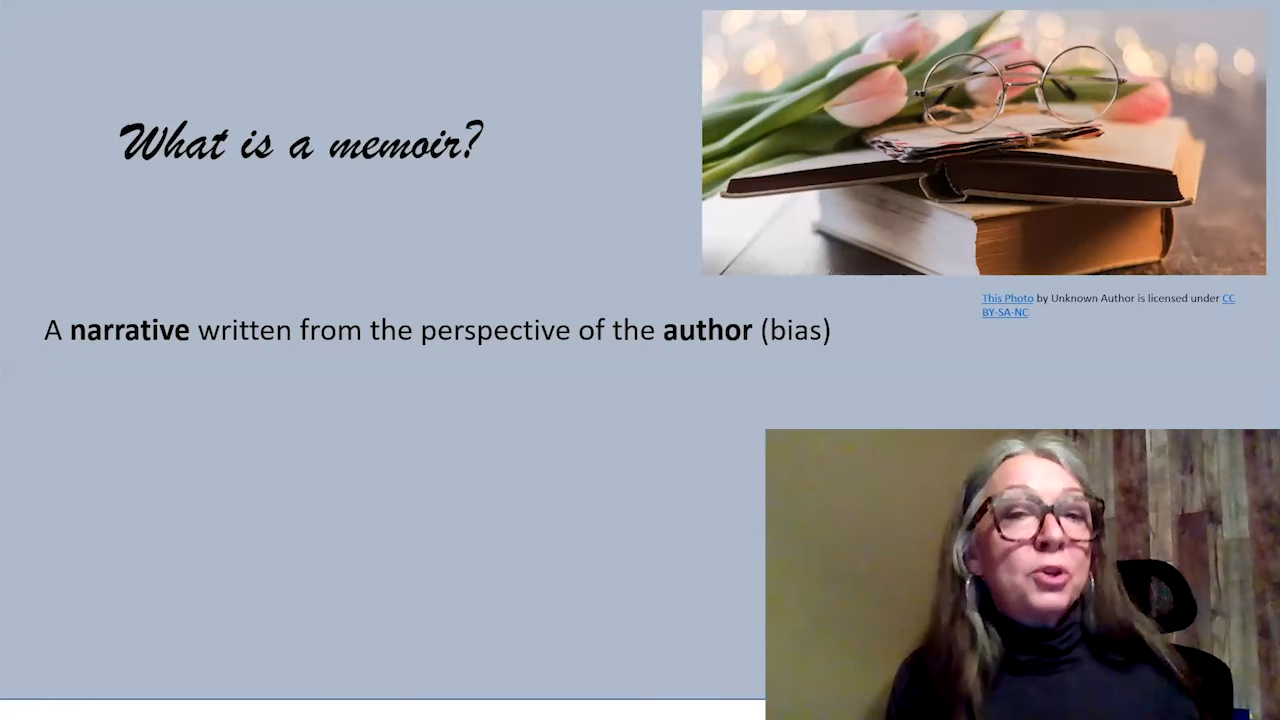 What is a memoir?
This Photo by Unknown Author is licensed under CC
BY-SA-NC
A narrative written from the perspective of the author (bias)